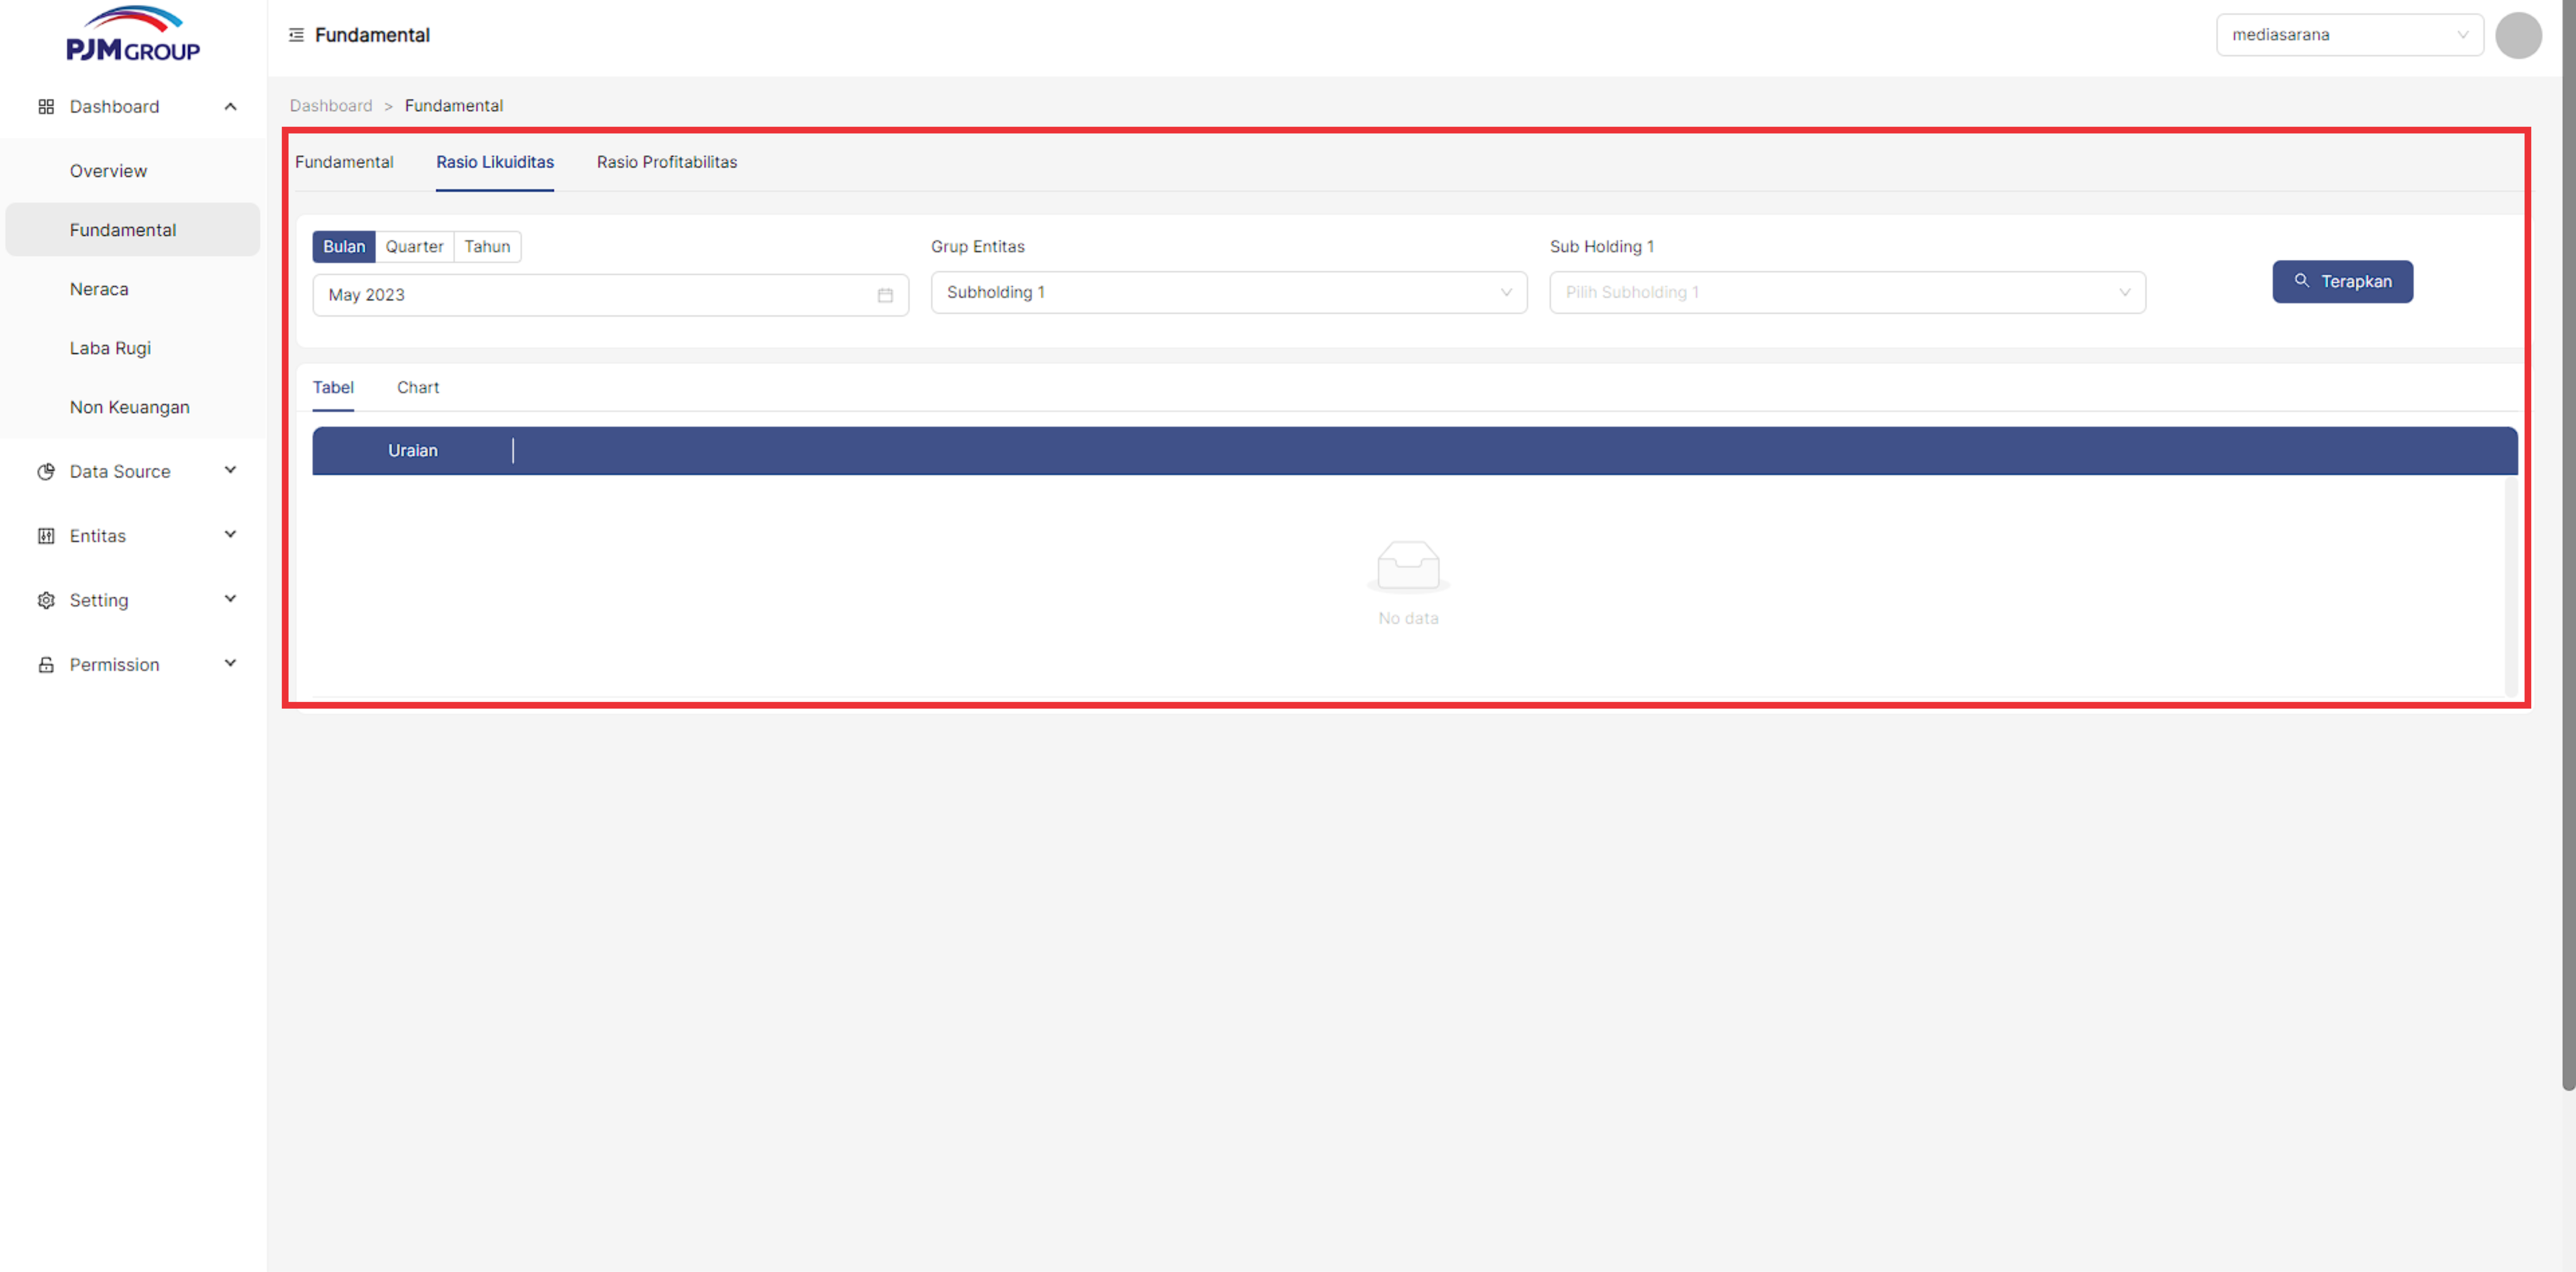 PJM GROUP
Fundamental
mediasarana
Dashboard
Overview
Fundamental
Neraca
Laba Rugi
Non Keuangan
Data Source
Entitas
Setting
Permission
Dashboard > Fundamental
Fundamental Rasio Likuiditas Rasio Profitabilitas
Bulan Quarter Tahun
May 2023
Grup Entitas
Subholding 1
Sub Holding 1
Pilih Subholding 1
Terapkan
Tabel Chart
Uraian
No data